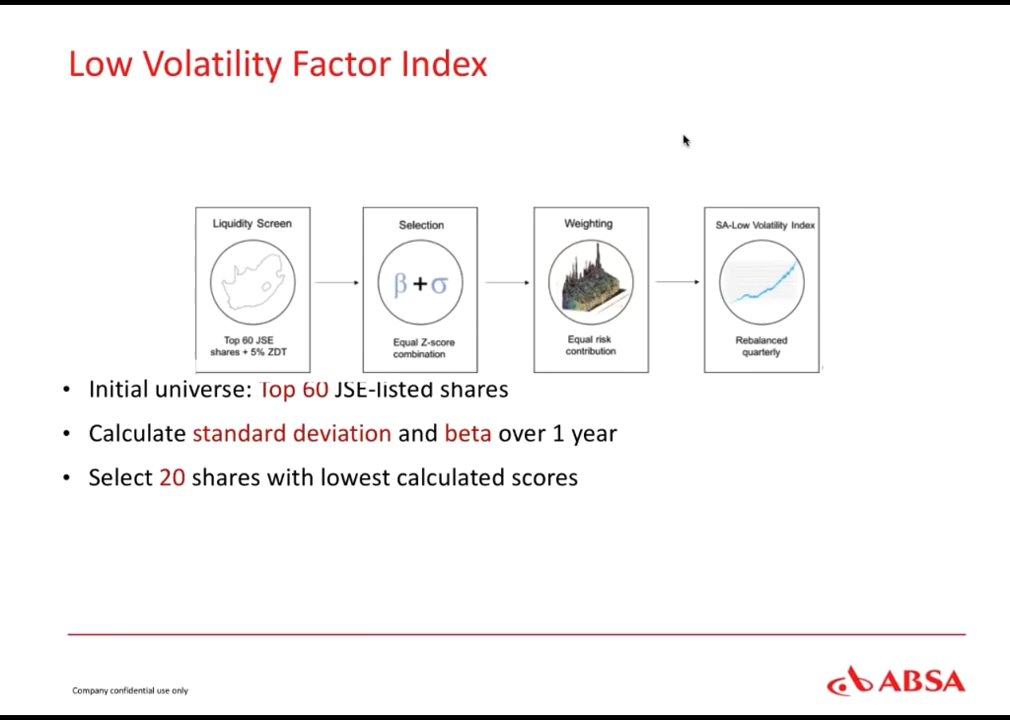 Low Volatility Factor Index
Liquidity Screen
Top 60 JSE
shares + 5% ZDT
Selection
β+σ
Equal Z-score
combination
Weighting
Equal risk
contribution
SA-Low Volatility Index
Rebalanced
quarterly
• Initial universe: Top 60 JSE-listed shares
• Calculate standard deviation and beta over 1 year
• Select 20 shares with lowest calculated scores
Company confidential use only
ABSA